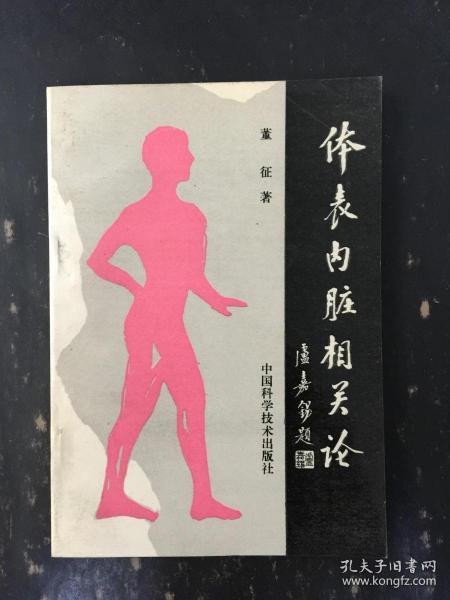 体表内脏相关论
卢嘉锡题
董征著
中国科学技术出版社
孔夫子旧书网
www.kongfz.com